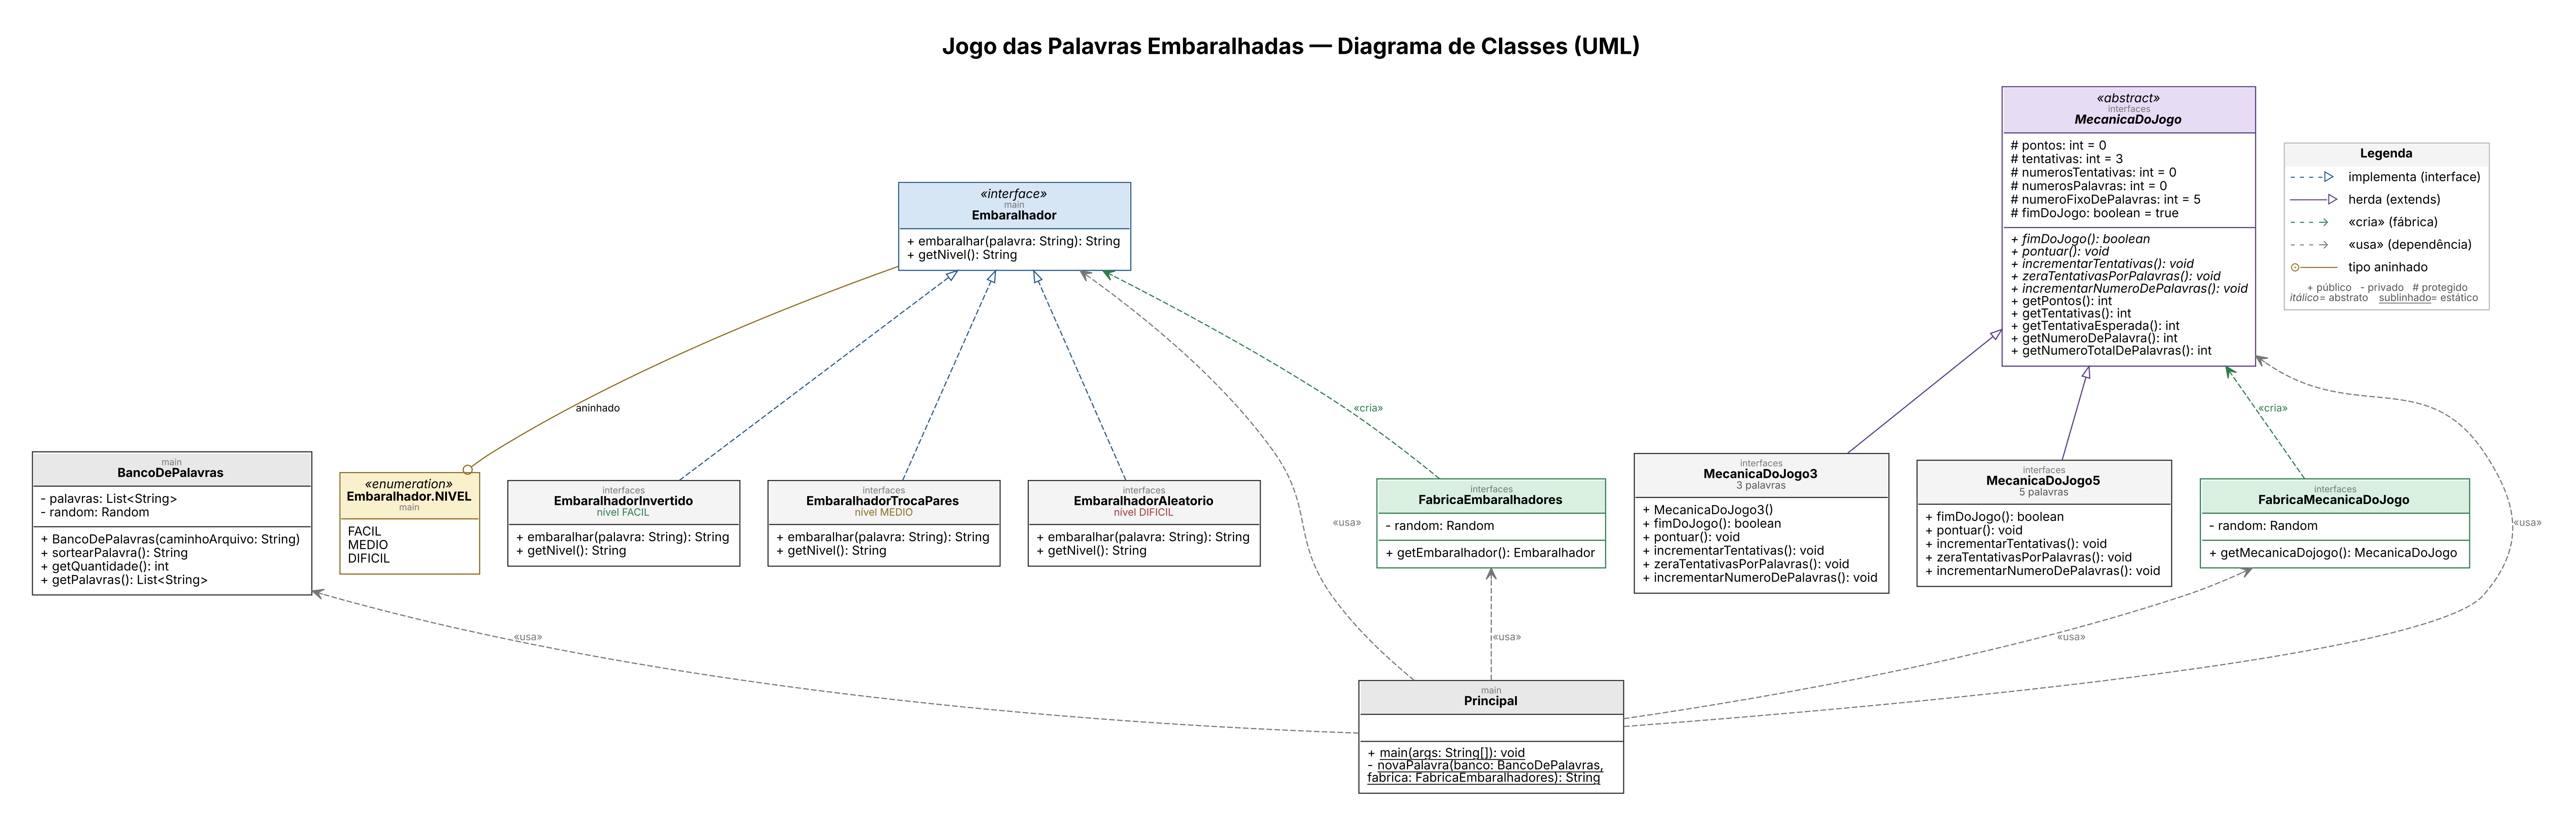 Jogo das Palavras Embaralhadas — Diagrama de Classes (UML)
«abstract»
interfaces
MecanicaDoJogo
# pontos: int = 0
# tentativas: int = 3
# numerosTentativas: int = 0
# numerosPalavras: int = 0
# numeroFixoDePalavras: int = 5
# fimDoJogo: boolean = true
+ fimDoJogo(): boolean
+ pontuar(): void
+ incrementarTentativas(): void
+ zeraTentativasPorPalavras(): void
+ incrementarNumeroDePalavras(): void
+ getPontos(): int
+ getTentativas(): int
+ getTentativaEsperada(): int
+ getNumeroDePalavra(): int
+ getNumeroTotalDePalavras(): int
Legenda
implementa (interface)
herda (extends)
«cria» (fábrica)
«usa» (dependência)
tipo aninhado
+ público - privado # protegido
itálico= abstrato sublinhado= estático
«interface»
main
Embaralhador
+ embaralhar(palavra: String): String
+ getNivel(): String
aninhado
«cria»
«cria»
main
BancoDePalavras
- palavras: List<String>
- random: Random
+ BancoDePalavras(caminhoArquivo: String)
+ sortearPalavra(): String
+ getQuantidade(): int
+ getPalavras(): List<String>
«enumeration»
Embaralhador.NIVEL
main
FACIL
MEDIO
DIFICIL
interfaces
EmbaralhadorInvertido
nível FACIL
+ embaralhar(palavra: String): String
+ getNivel(): String
interfaces
EmbaralhadorTrocaPares
nível MEDIO
+ embaralhar(palavra: String): String
+ getNivel(): String
interfaces
EmbaralhadorAleatorio
nível DIFICIL
+ embaralhar(palavra: String): String
+ getNivel(): String
«usa»
interfaces
FabricaEmbaralhadores
- random: Random
+ getEmbaralhador(): Embaralhador
interfaces
MecanicaDoJogo3
3 palavras
+ MecanicaDoJogo3()
+ fimDoJogo(): boolean
+ pontuar(): void
+ incrementarTentativas(): void
+ zeraTentativasPorPalavras(): void
+ incrementarNumeroDePalavras(): void
interfaces
MecanicaDoJogo5
5 palavras
+ fimDoJogo(): boolean
+ pontuar(): void
+ incrementarTentativas(): void
+ zeraTentativasPorPalavras(): void
+ incrementarNumeroDePalavras(): void
interfaces
FabricaMecanicaDoJogo
- random: Random
+ getMecanicaDojogo(): MecanicaDoJogo
«usa»
«usa»
«usa»
«usa»
main
Principal
+ main(args: String[]): void
- novaPalavra(banco: BancoDePalavras,
fabrica: FabricaEmbaralhadores): String